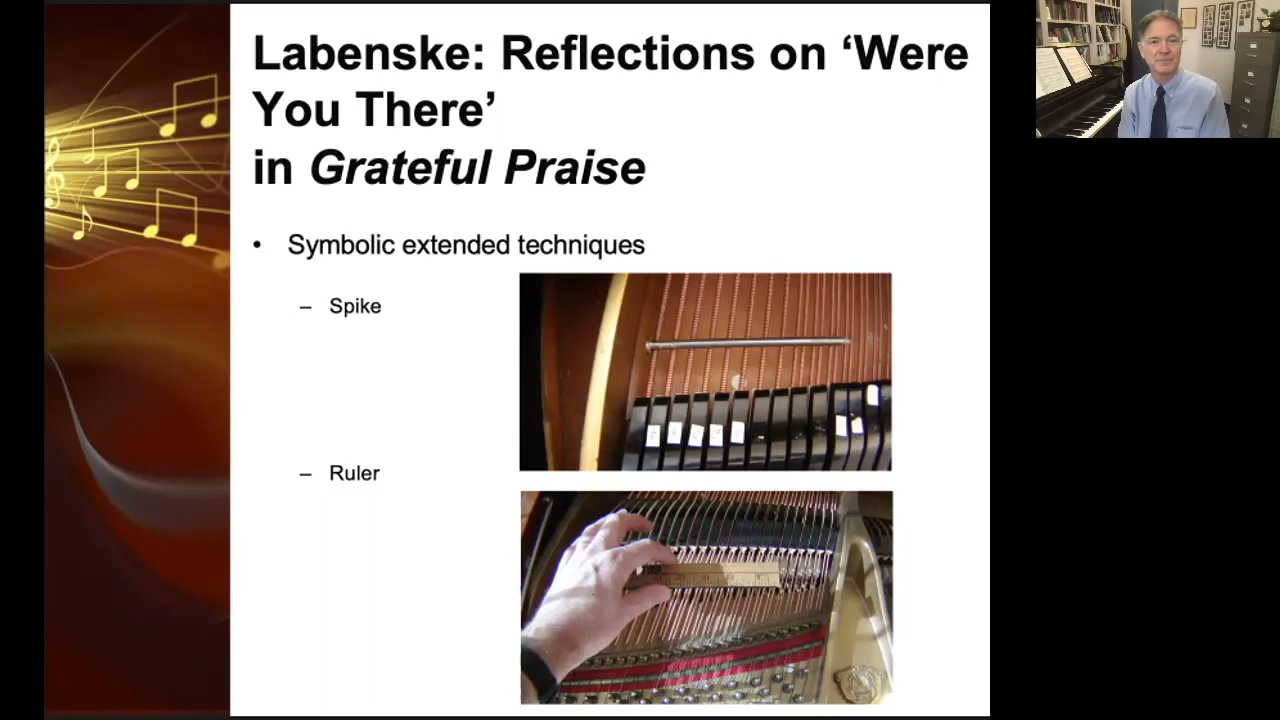 Labenske: Reflections on ‘Were
You There’
in Grateful Praise
• Symbolic extended techniques
– Spike
– Ruler